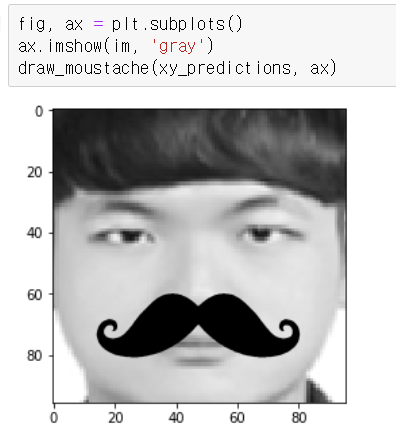 fig, ax = plt.subplots()
ax.imshow(im, 'gray')
draw_moustache(xy_predictions, ax)
0
20
40
60
80
0 20 40 60 80